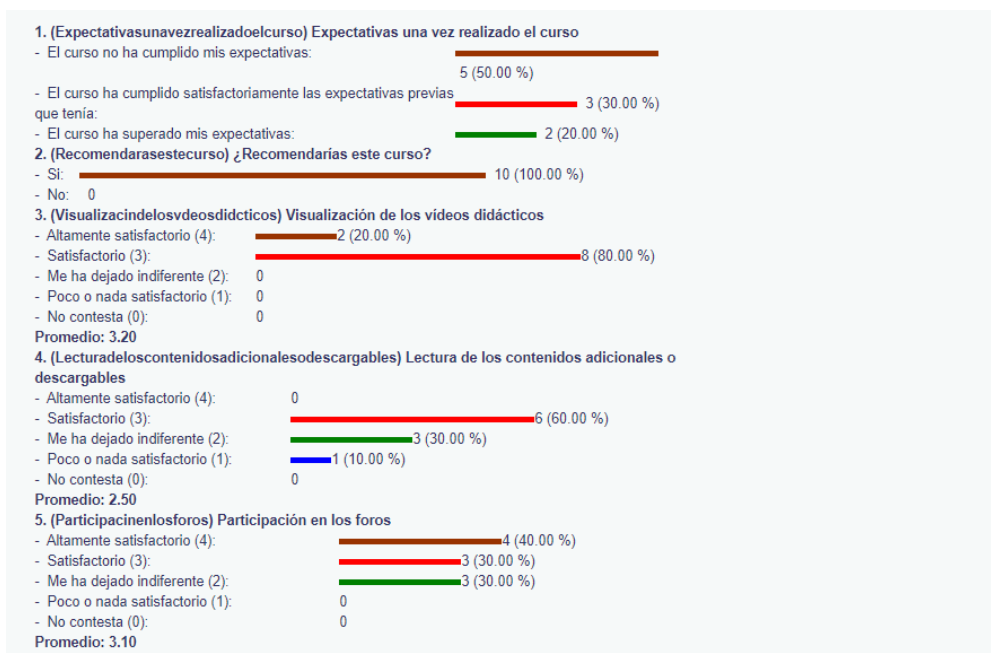 1. (Expectativasunavezrealizadoelcurso) Expectativas una vez realizado el curso
- El curso no ha cumplido mis expectativas:
5 (50.00 %)
- El curso ha cumplido satisfactoriamente las expectativas previas
que tenía:
3 (30.00 %)
- El curso ha superado mis expectativas: 2 (20.00 %)
2. (Recomendarasestecurso) ¿Recomendarías este curso?
- Si: 10 (100.00 %)
- No: 0
3. (Visualizacindelosvdeosdidcticos) Visualización de los vídeos didácticos
- Altamente satisfactorio (4): 2 (20.00 %)
- Satisfactorio (3): 8 (80.00 %)
- Me ha dejado indiferente (2): 0
- Poco o nada satisfactorio (1): 0
- No contesta (0): 0
Promedio: 3.20
4. (Lecturadeloscontenidosadicionalesodescargables) Lectura de los contenidos adicionales o
descargables
- Altamente satisfactorio (4): 0
- Satisfactorio (3): 6 (60.00 %)
- Me ha dejado indiferente (2): 3 (30.00 %)
- Poco o nada satisfactorio (1): 1 (10.00 %)
- No contesta (0): 0
Promedio: 2.50
5. (Participacinenlosforos) Participación en los foros
- Altamente satisfactorio (4): 4 (40.00 %)
- Satisfactorio (3): 3 (30.00 %)
- Me ha dejado indiferente (2): 3 (30.00 %)
- Poco o nada satisfactorio (1): 0
- No contesta (0): 0
Promedio: 3.10